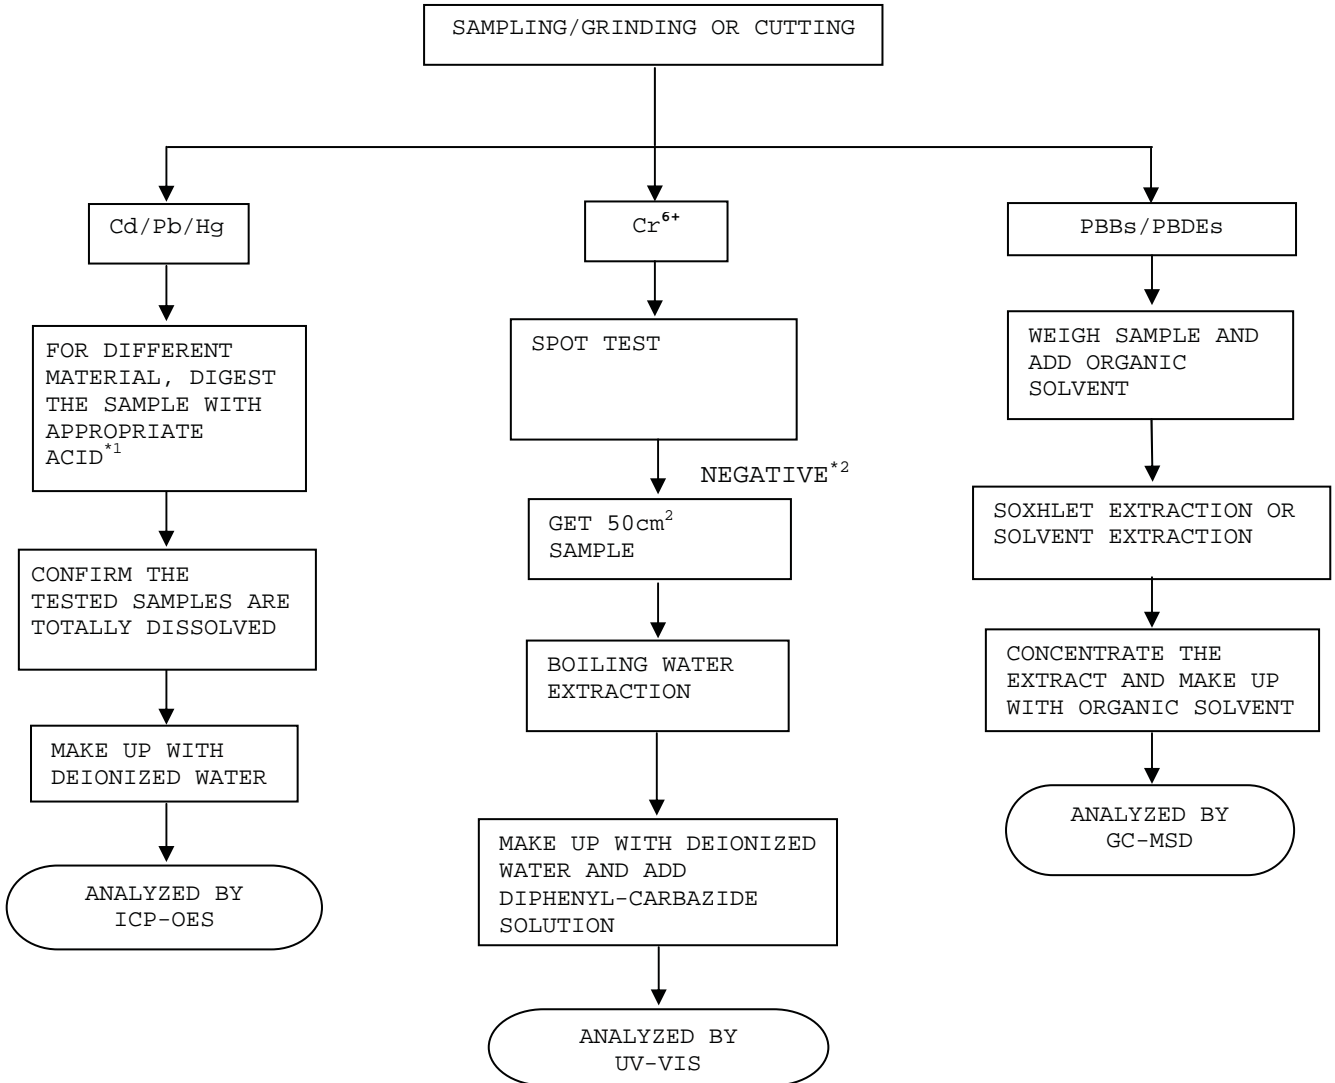 SAMPLING/GRINDING OR CUTTING
Cd/Pb/Hg
FOR DIFFERENT
MATERIAL, DIGEST
THE SAMPLE WITH
APPROPRIATE
ACID*1
CONFIRM THE
TESTED SAMPLES ARE
TOTALLY DISSOLVED
MAKE UP WITH
DEIONIZED WATER
ANALYZED BY
ICP-OES
Cr6+
SPOT TEST
NEGATIVE*2
GET 50cm2
SAMPLE
BOILING WATER
EXTRACTION
MAKE UP WITH DEIONIZED
WATER AND ADD
DIPHENYL-CARBAZIDE
SOLUTION
ANALYZED BY
UV-VIS
PBBs/PBDEs
WEIGH SAMPLE AND
ADD ORGANIC
SOLVENT
SOXHLET EXTRACTION OR
SOLVENT EXTRACTION
CONCENTRATE THE
EXTRACT AND MAKE UP
WITH ORGANIC SOLVENT
ANALYZED BY
GC-MSD